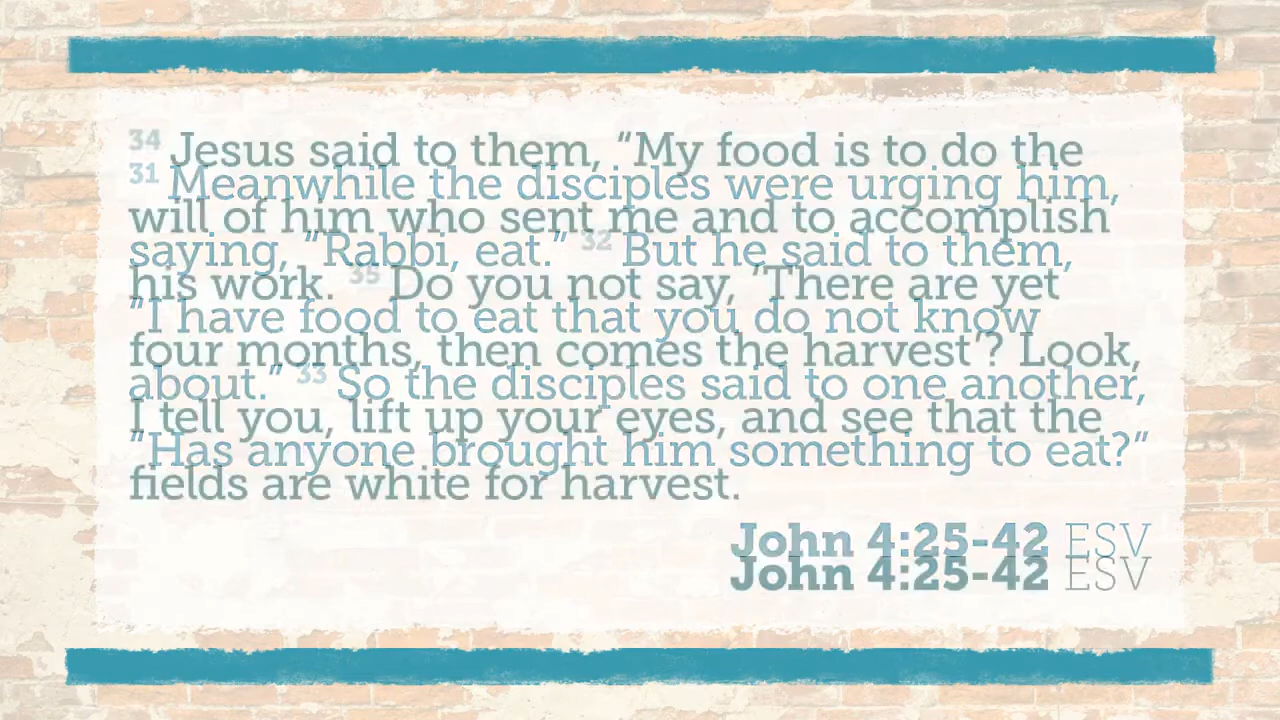 34 Jesus said to them, “My food is to do the
31 Meanwhile the disciples were urging him,
will of him who sent me and to accomplish
saying, “Rabbi, eat.” 32 But he said to them,
his work. 35 Do you not say, ‘There are yet
“I have food to eat that you do not know
four months, then comes the harvest’? Look,
about.” 33 So the disciples said to one another,
I tell you, lift up your eyes, and see that the
“Has anyone brought him something to eat?”
fields are white for harvest.
John 4:25-42 ESV
John 4:25-42 ESV